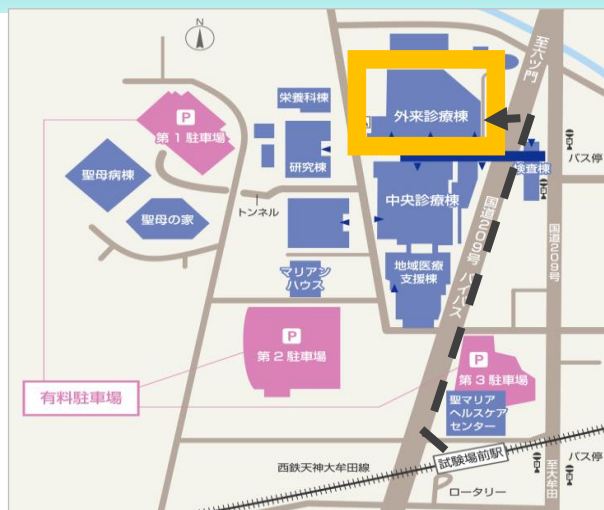 N
至六ツ門
栄養科棟
外来診療棟
P
第1駐車場
研究棟
バス停
検査棟
聖母病棟
中央診療棟
トンネル
聖母の家
国道209号 バイパス
国道209号
地域医療
支援棟
マリアン
ハウス
P
第2駐車場
P
第3駐車場
有料駐車場
聖マリア
ヘルスケア
センター
試験場前駅
バス停
西鉄天神大牟田線
至大牟田
ロータリー